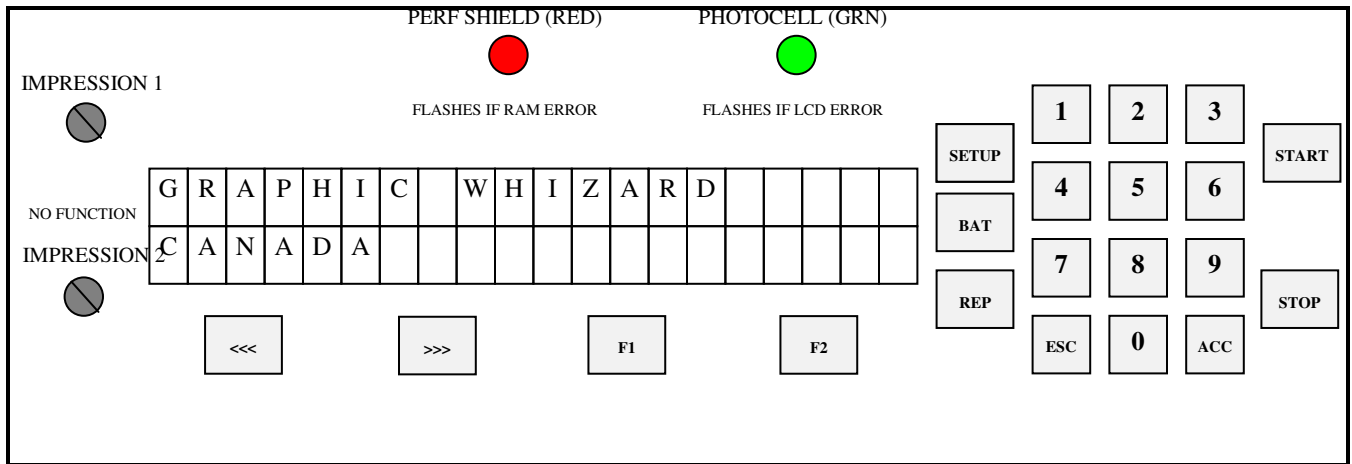 PERF SHIELD (RED) PHOTOCELL (GRN)
IMPRESSION 1
FLASHES IF RAM ERROR FLASHES IF LCD ERROR
1 2 3
SETUP START
GRAPHIC WHIZARD
4 5 6
NO FUNCTION
BAT
CANADA
IMPRESSION 2
7 8 9
REP STOP
<<< >>> F1 F2
ESC 0 ACC